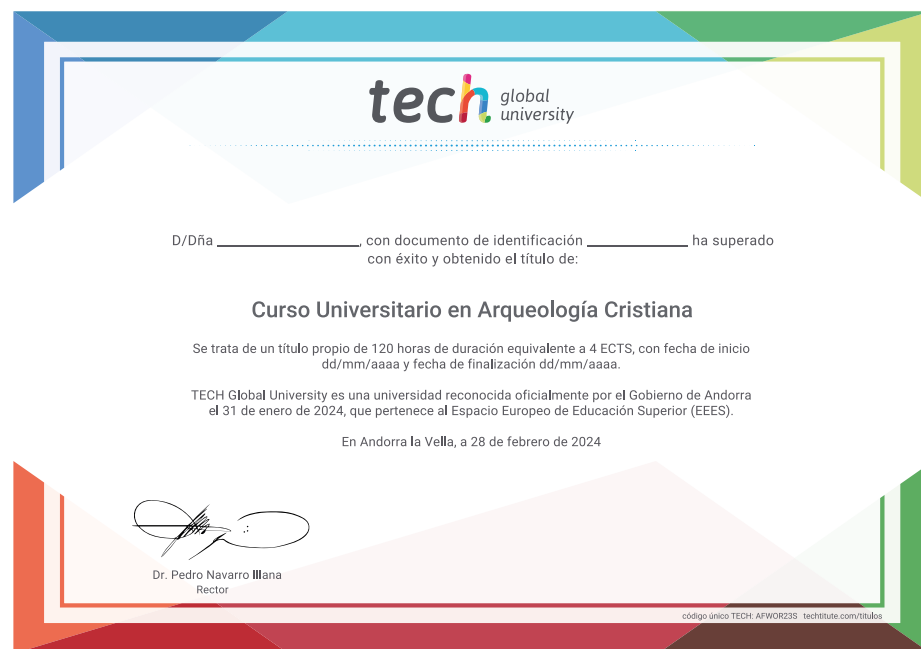 tech global university
D/Dña ____________________, con documento de identificación ______________ ha superado
con éxito y obtenido el título de:
Curso Universitario en Arqueología Cristiana
Se trata de un título propio de 120 horas de duración equivalente a 4 ECTS, con fecha de inicio
dd/mm/aaaa y fecha de finalización dd/mm/aaaa.
TECH Global University es una universidad reconocida oficialmente por el Gobierno de Andorra
el 31 de enero de 2024, que pertenece al Espacio Europeo de Educación Superior (EEES).
En Andorra la Vella, a 28 de febrero de 2024
Dr. Pedro Navarro Illana
Rector
código único TECH: AFWOR23S techtitute.com/títulos